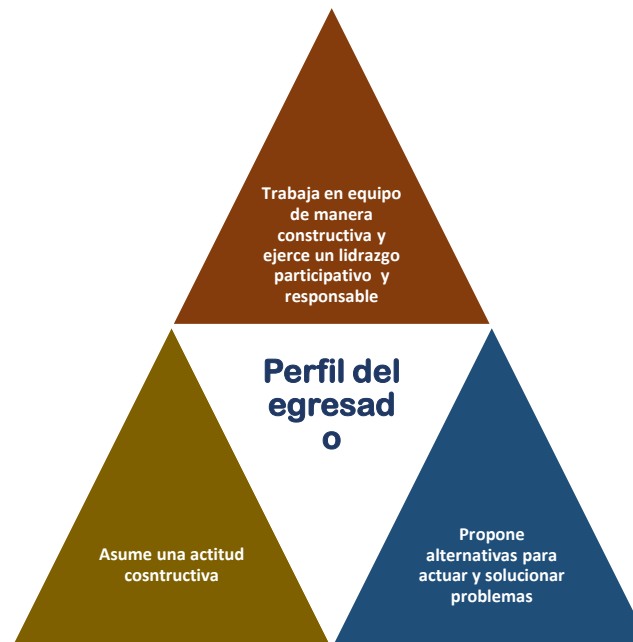 Trabaja en equipo
de manera
constructiva y
ejerce un lidrazgo
participativo y
responsable
Perfil del
egresad
o
Asume una actitud
cosntructiva
Propone
alternativas para
actuar y solucionar
problemas